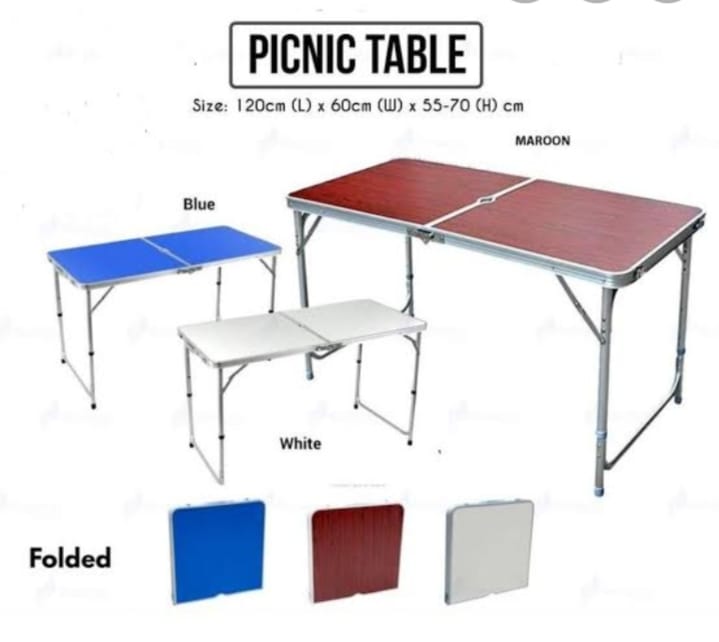 PICNIC TABLE
Size: 120cm (L) x 60cm (W) x 55-70 (H) cm
MAROON
Blue
White
Folded